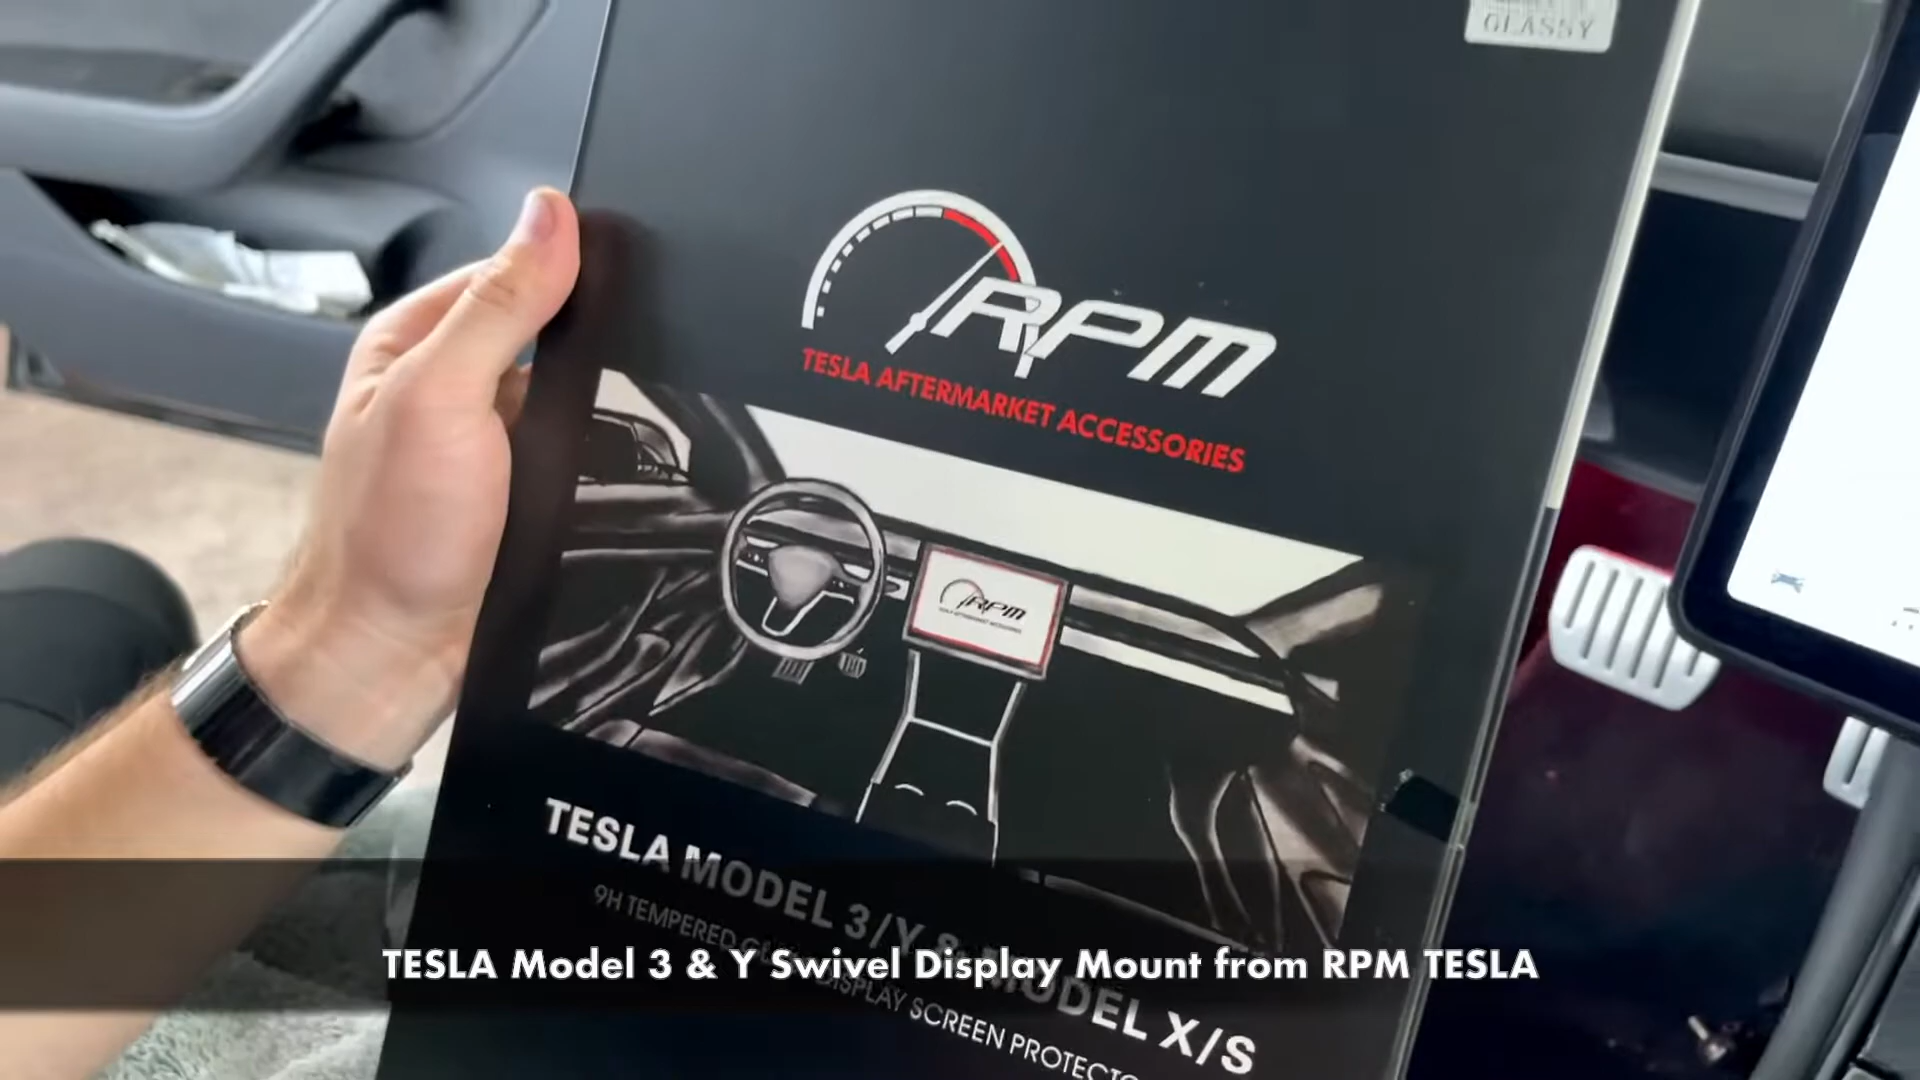 GLASSY
RPM
TESLA AFTERMARKET ACCESSORIES
RPM
TESLA MODEL 3/Y & MODEL X/S
9H TEMPERED DISPLAY SCREEN
TESLA Model 3 & Y Swivel Display Mount from RPM TESLA